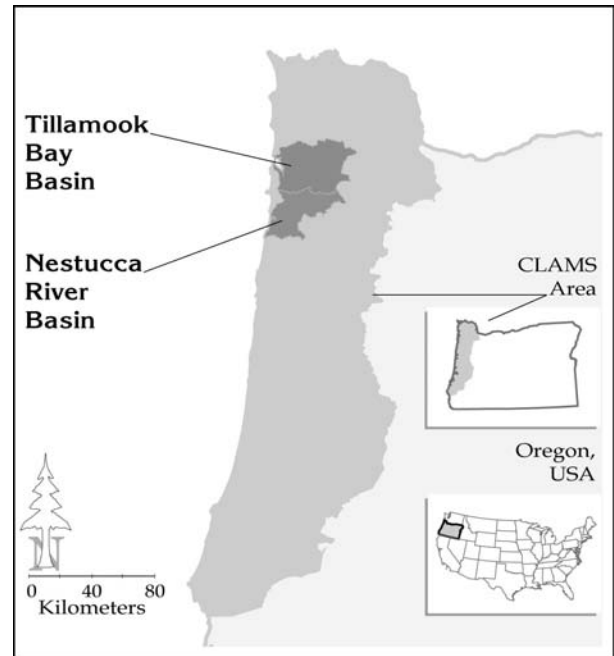 Tillamook
Bay
Basin
Nestucca
River
Basin
CLAMS
Area
Oregon,
USA
N
0 40 80
Kilometers